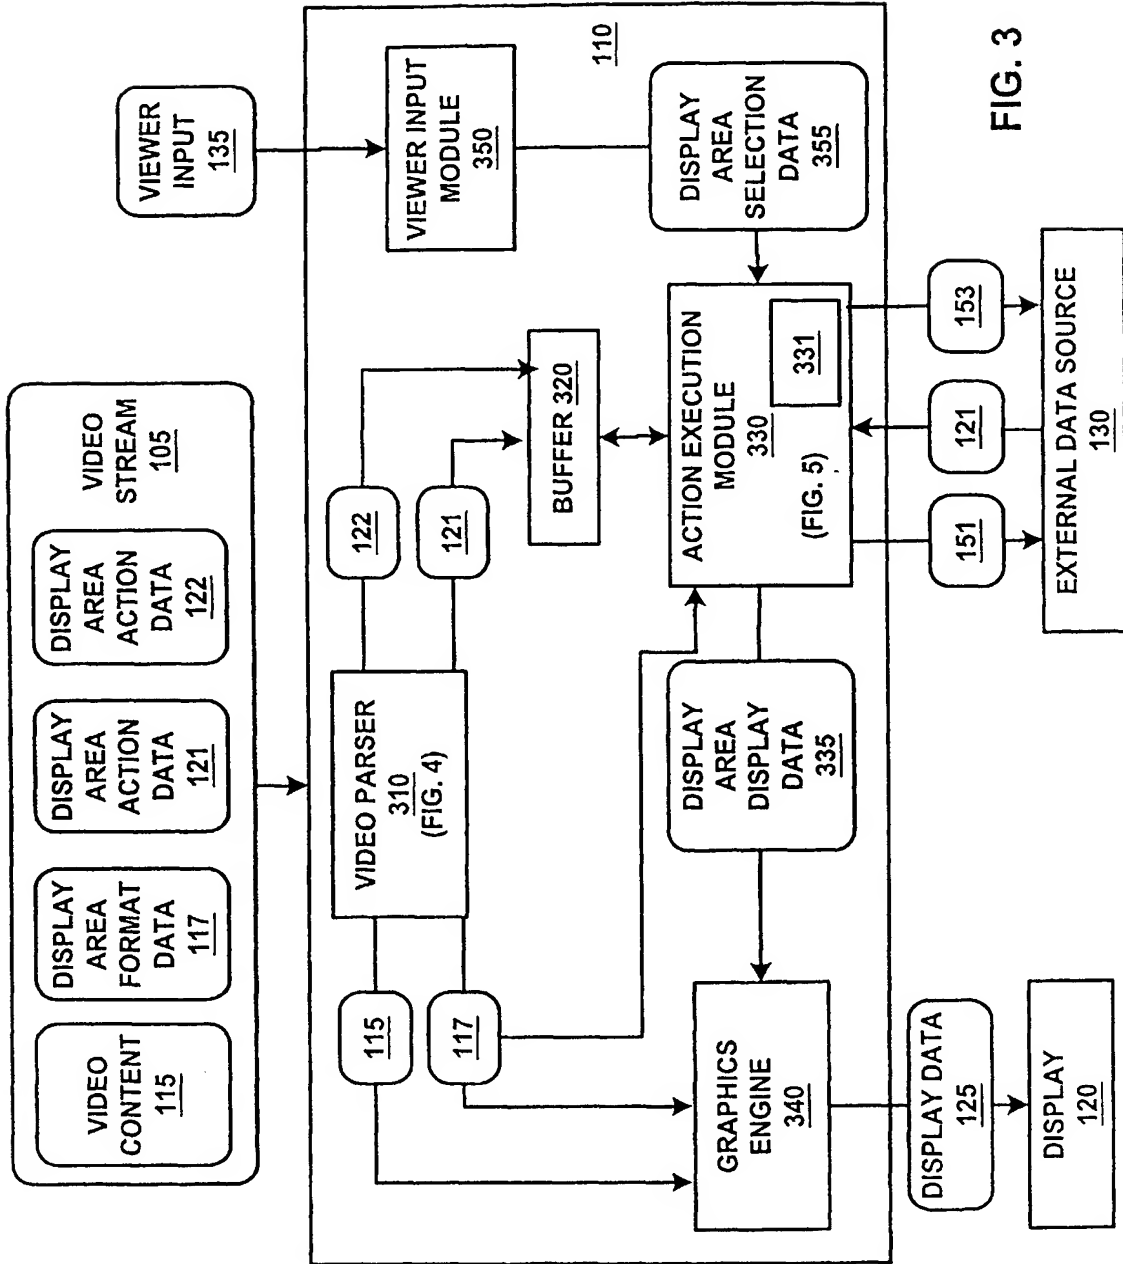 VIDEO
STREAM
105
VIDEO
CONTENT
115
DISPLAY
AREA
FORMAT
DATA
117
DISPLAY
AREA
ACTION
DATA
121
DISPLAY
AREA
ACTION
DATA
122
VIEWER
INPUT
135
110
VIEWER INPUT
MODULE
350
DISPLAY
AREA
SELECTION
DATA
355
VIDEO PARSER
310
(FIG. 4)
115
117
122
121
BUFFER 320
ACTION EXECUTION
MODULE
330
(FIG. 5)
331
DISPLAY
AREA
DISPLAY
DATA
335
GRAPHICS
ENGINE
340
DISPLAY DATA
125
DISPLAY
120
151
121
153
EXTERNAL DATA SOURCE
130
FIG. 3